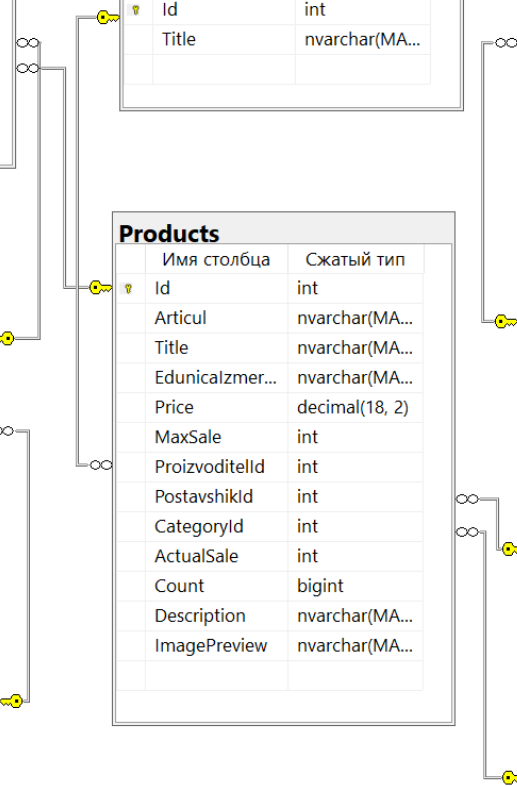 Id int
Title nvarchar(MA...
Products
Имя столбца Сжатый тип
Id int
Articul nvarchar(MA...
Title nvarchar(MA...
EdunicaIzmer... nvarchar(MA...
Price decimal(18, 2)
MaxSale int
ProizvoditelId int
PostavshikId int
CategoryId int
ActualSale int
Count bigint
Description nvarchar(MA...
ImagePreview nvarchar(MA...